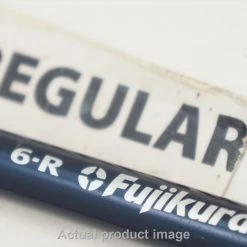 REGULAR
6-R Fujikura
Actual product image